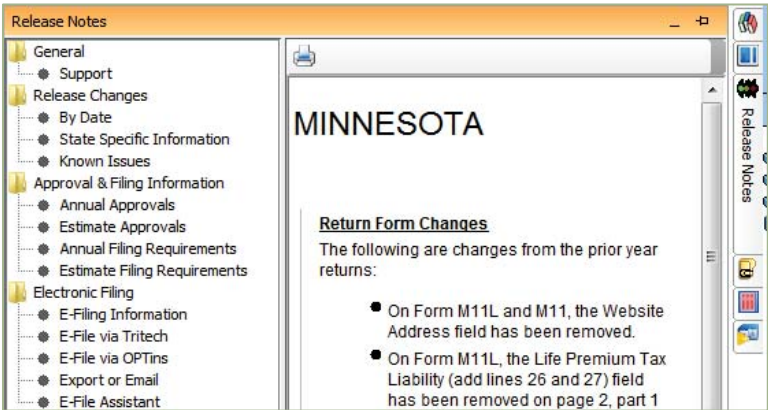 Release Notes
General
Support
Release Changes
By Date
State Specific Information
Known Issues
Approval & Filing Information
Annual Approvals
Estimate Approvals
Annual Filing Requirements
Estimate Filing Requirements
Electronic Filing
E-Filing Information
E-File via Tritech
E-File via OPTins
Export or Email
E-File Assistant
MINNESOTA
Return Form Changes
The following are changes from the prior year
returns:
On Form M11L and M11, the Website
Address field has been removed.
On Form M11L, the Life Premium Tax
Liability (add lines 26 and 27) field
has been removed on page 2, part 1
Release Notes